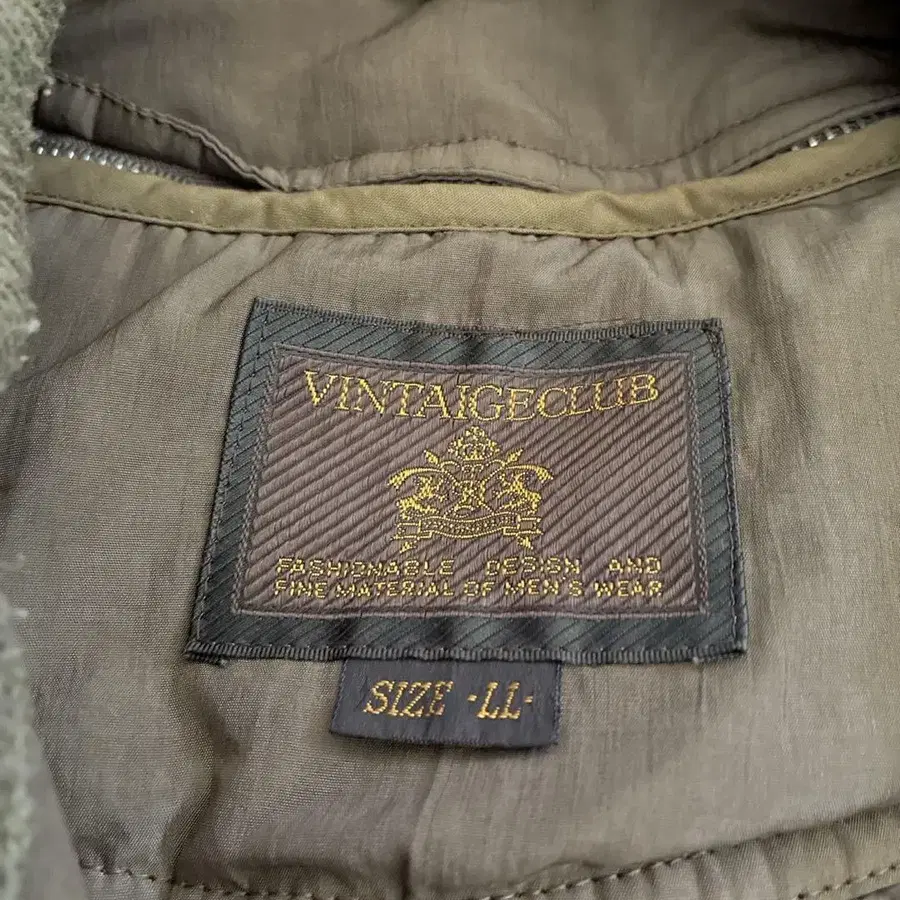 VINTAIGECLUB
FASHIONABLE DESIGN AND
FINE MATERIAL OF MEN'S WEAR
SIZE -LL-